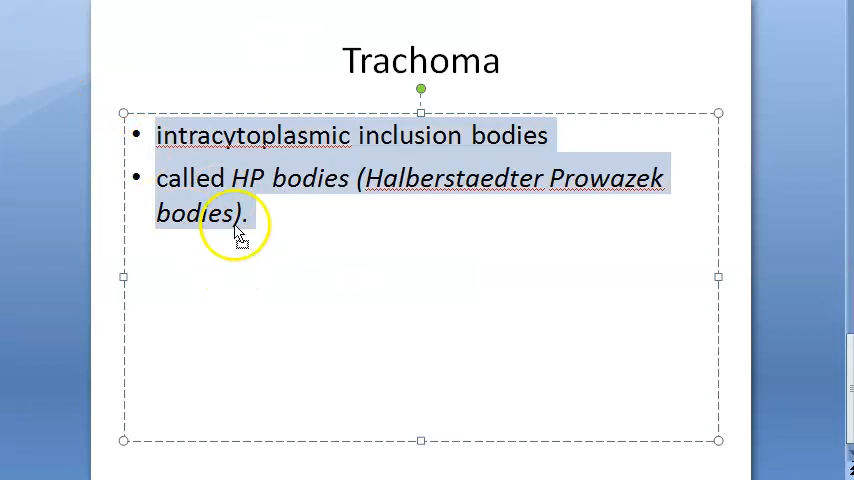 Trachoma
• intracytoplasmic inclusion bodies
• called HP bodies (Halberstaedter Prowazek
bodies).